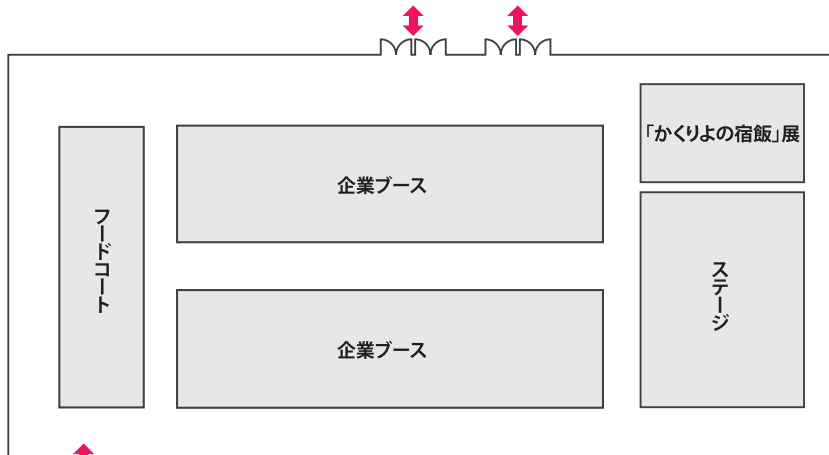 「かくりよの宿飯」展
企業ブース
フードコート
ステージ
企業ブース